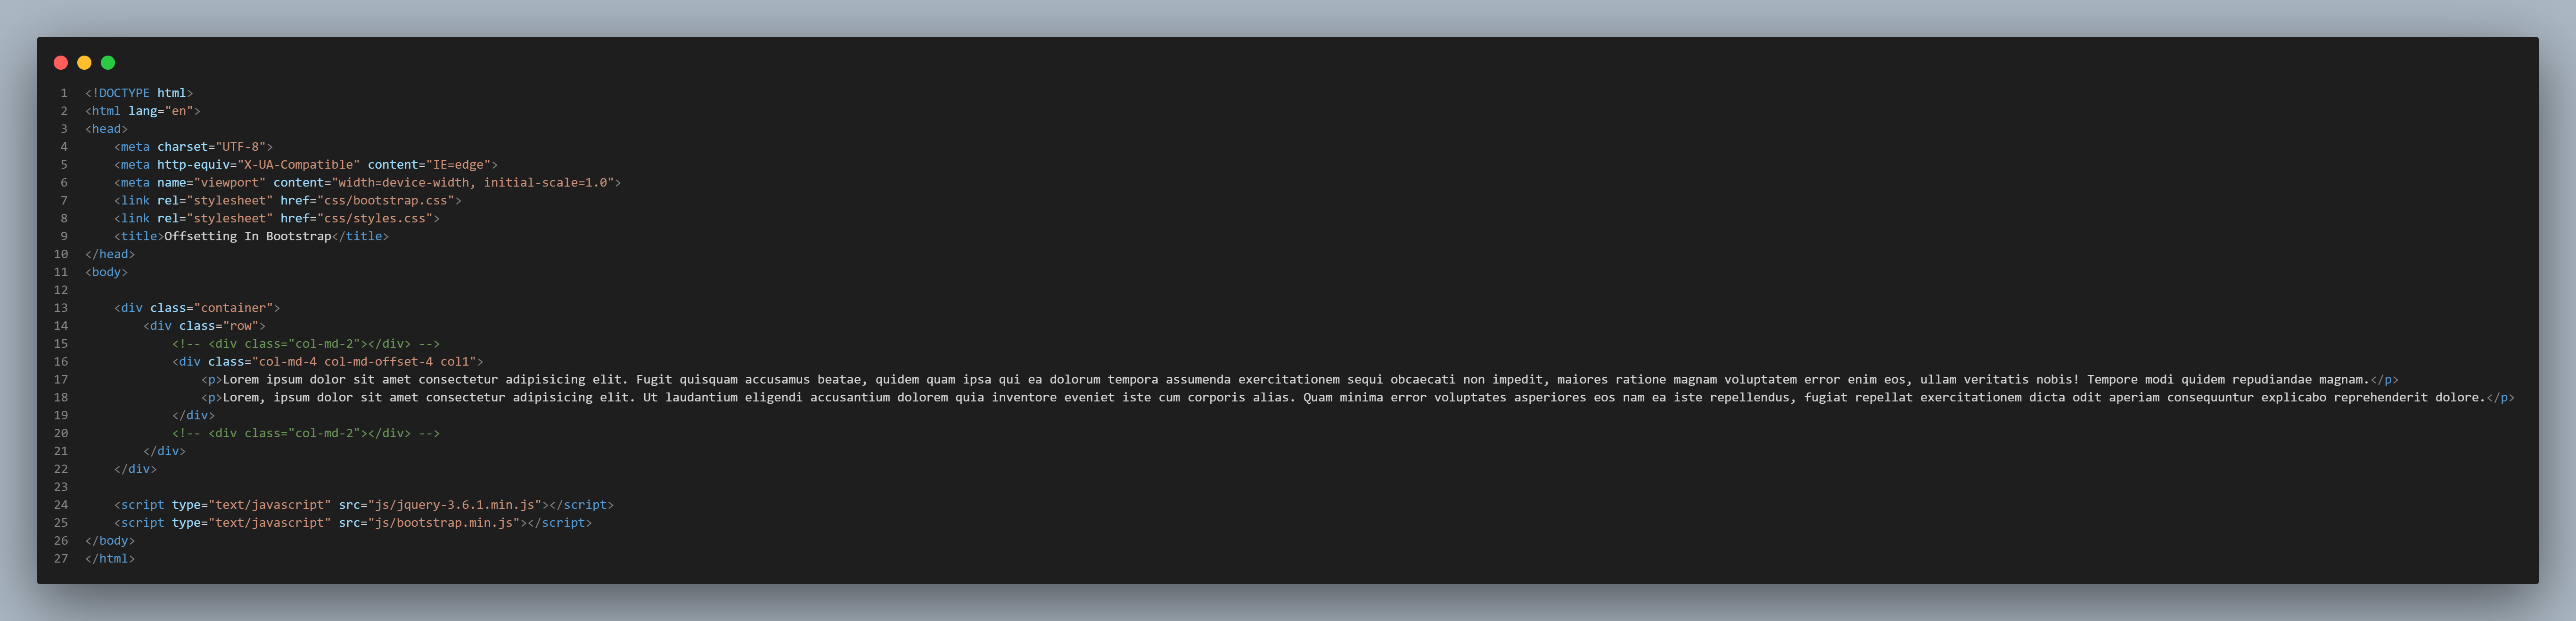 1 <!DOCTYPE html>
2 <html lang="en">
3 <head>
4     <meta charset="UTF-8">
5     <meta http-equiv="X-UA-Compatible" content="IE=edge">
6     <meta name="viewport" content="width=device-width, initial-scale=1.0">
7     <link rel="stylesheet" href="css/bootstrap.css">
8     <link rel="stylesheet" href="css/styles.css">
9     <title>Offsetting In Bootstrap</title>
10 </head>
11 <body>
12
13     <div class="container">
14         <div class="row">
15             <!-- <div class="col-md-2"></div> -->
16             <div class="col-md-4 col-md-offset-4 col1">
17                 <p>Lorem ipsum dolor sit amet consectetur adipisicing elit. Fugit quisquam accusamus beatae, quidem quam ipsa qui ea dolorum tempora assumenda exercitationem sequi obcaecati non impedit, maiores ratione magnam voluptatem error enim eos, ullam veritatis nobis! Tempore modi quidem repudiandae magnam.</p>
18                 <p>Lorem, ipsum dolor sit amet consectetur adipisicing elit. Ut laudantium eligendi accusantium dolorem quia inventore eveniet iste cum corporis alias. Quam minima error voluptates asperiores eos nam ea iste repellendus, fugiat repellat exercitationem dicta odit aperiam consequuntur explicabo reprehenderit dolore.</p>
19             </div>
20             <!-- <div class="col-md-2"></div> -->
21         </div>
22     </div>
23
24     <script type="text/javascript" src="js/jquery-3.6.1.min.js"></script>
25     <script type="text/javascript" src="js/bootstrap.min.js"></script>
26 </body>
27 </html>